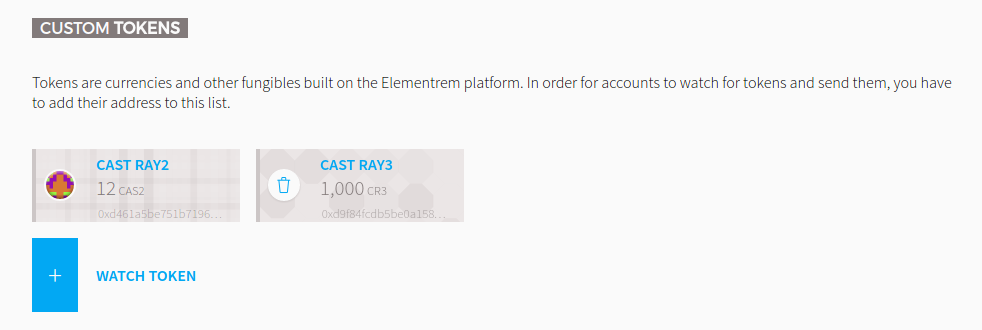 CUSTOM TOKENS
Tokens are currencies and other fungibles built on the Elementrem platform. In order for accounts to watch for tokens and send them, you have
to add their address to this list.
CAST RAY2
12 CAS2
0xd461a5be751b7196...
CAST RAY3
1,000 CR3
0xd9f84fcdb5be0a158...
+
WATCH TOKEN